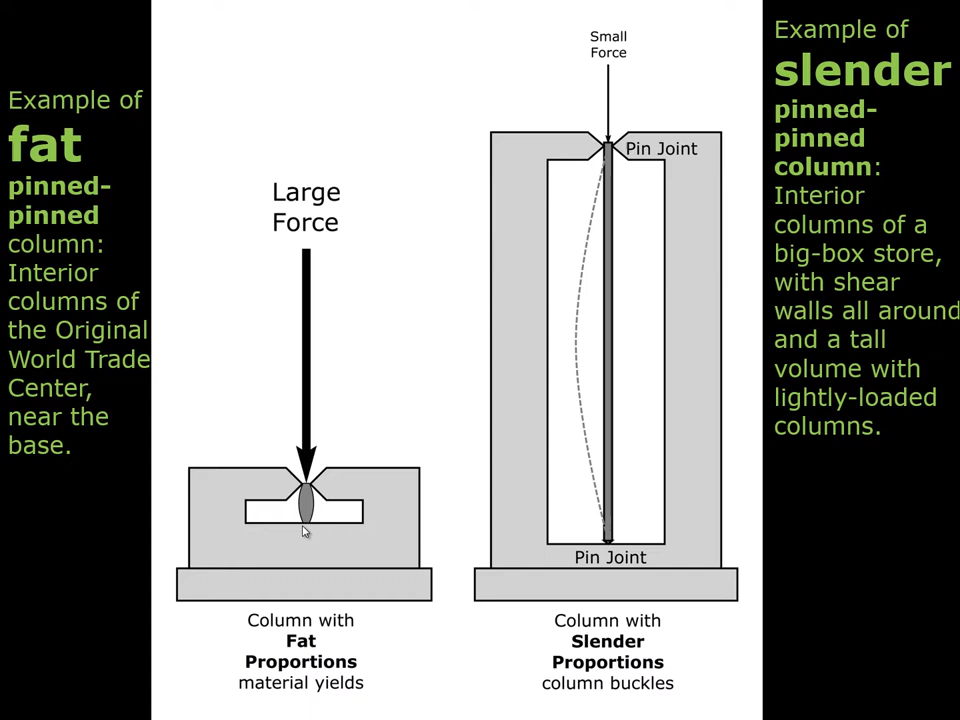 Example of
fat
pinned-
pinned
column:
Interior
columns of
the Original
World Trade
Center,
near the
base.
Large
Force
Column with
Fat
Proportions
material yields
Small
Force
Pin Joint
Pin Joint
Column with
Slender
Proportions
column buckles
Example of
slender
pinned-
pinned
column:
Interior
columns of a
big-box store,
with shear
walls all around
and a tall
volume with
lightly-loaded
columns.